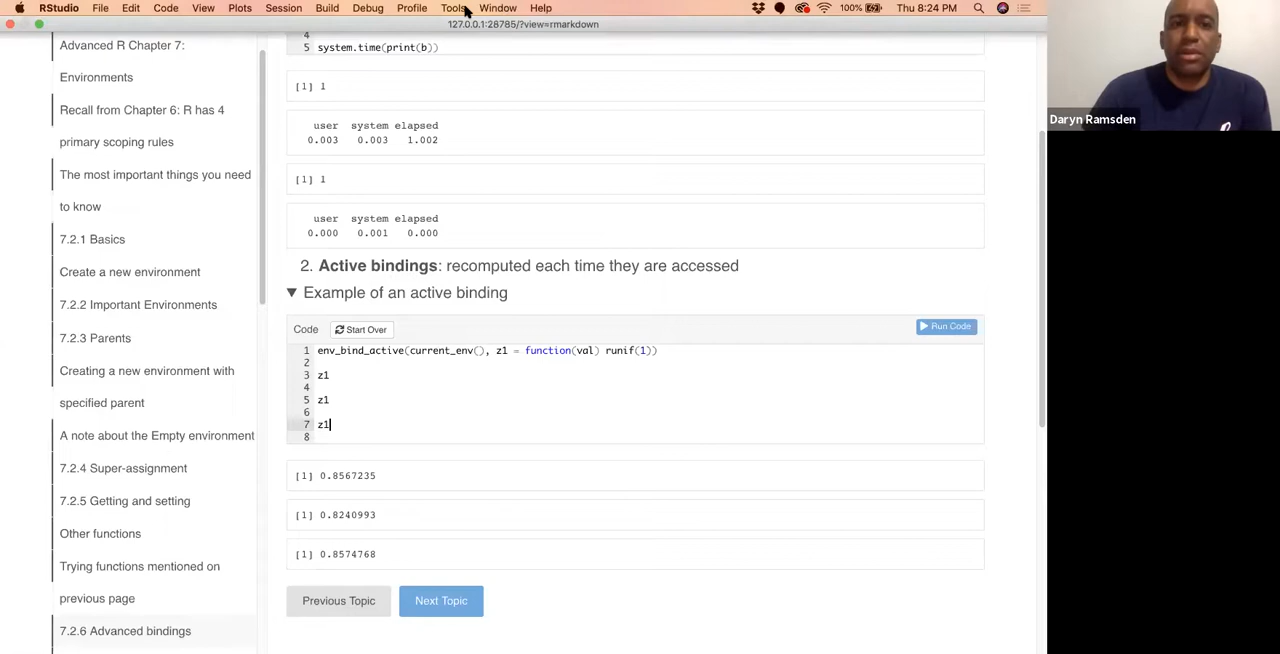 RStudio File Edit View Code Plots Session Build Debug Profile Tools Window Help 100% Thu 8:24 PM
127.0.0.1:28785/?view=rmarkdown
Advanced R Chapter 7:
Environments
Recall from Chapter 6: R has 4
primary scoping rules
The most important things you need
to know
7.2.1 Basics
Create a new environment
7.2.2 Important Environments
7.2.3 Parents
Creating a new environment with
specified parent
A note about the Empty environment
7.2.4 Super-assignment
7.2.5 Getting and setting
Other functions
Trying functions mentioned on
previous page
7.2.6 Advanced bindings
4
5 system.time(print(b))
[1] 1
user system elapsed
0.003 0.003 1.002
[1] 1
user system elapsed
0.000 0.001 0.000
2. Active bindings: recomputed each time they are accessed
▼ Example of an active binding
Code Start Over Run Code
1 env_bind_active(current_env(), z1 = function(val) runif(1))
2
3 z1
4
5 z1
6
7 z1
8
[1] 0.8567235
[1] 0.8240993
[1] 0.8574768
Previous Topic Next Topic
Daryn Ramsden